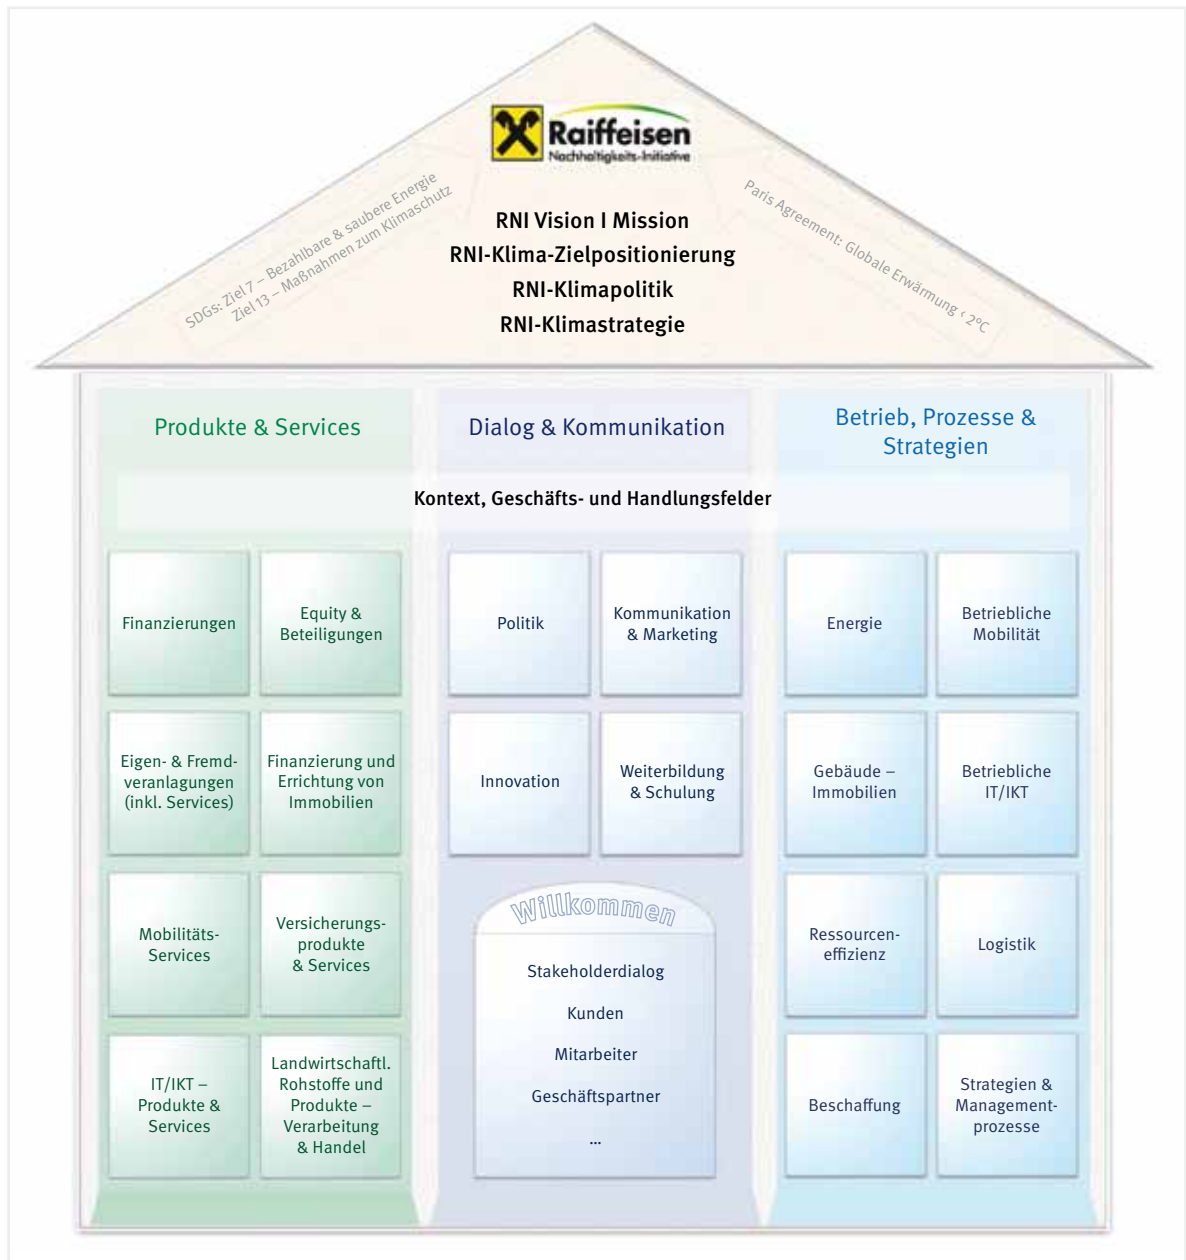 Raiffeisen
Nachhaltigkeits-Initiative
SDGs: Ziel 7 – Bezahlbare & saubere Energie
Ziel 13 – Maßnahmen zum Klimaschutz
Paris Agreement: Globale Erwärmung < 2°C
RNI Vision I Mission
RNI-Klima-Zielpositionierung
RNI-Klimapolitik
RNI-Klimastrategie
Produkte & Services
Dialog & Kommunikation
Betrieb, Prozesse &
Strategien
Kontext, Geschäfts- und Handlungsfelder
Finanzierungen
Equity &
Beteiligungen
Eigen- & Fremd-
veranlagungen
(inkl. Services)
Finanzierung und
Errichtung von
Immobilien
Mobilitäts-
Services
Versicherungs-
produkte
& Services
IT/IKT –
Produkte &
Services
Landwirtschaftl.
Rohstoffe und
Produkte –
Verarbeitung
& Handel
Politik
Kommunikation
& Marketing
Innovation
Weiterbildung
& Schulung
Willkommen
Stakeholderdialog
Kunden
Mitarbeiter
Geschäftspartner
...
Energie
Betriebliche
Mobilität
Gebäude –
Immobilien
Betriebliche
IT/IKT
Ressourcen-
effizienz
Logistik
Beschaffung
Strategien &
Management-
prozesse